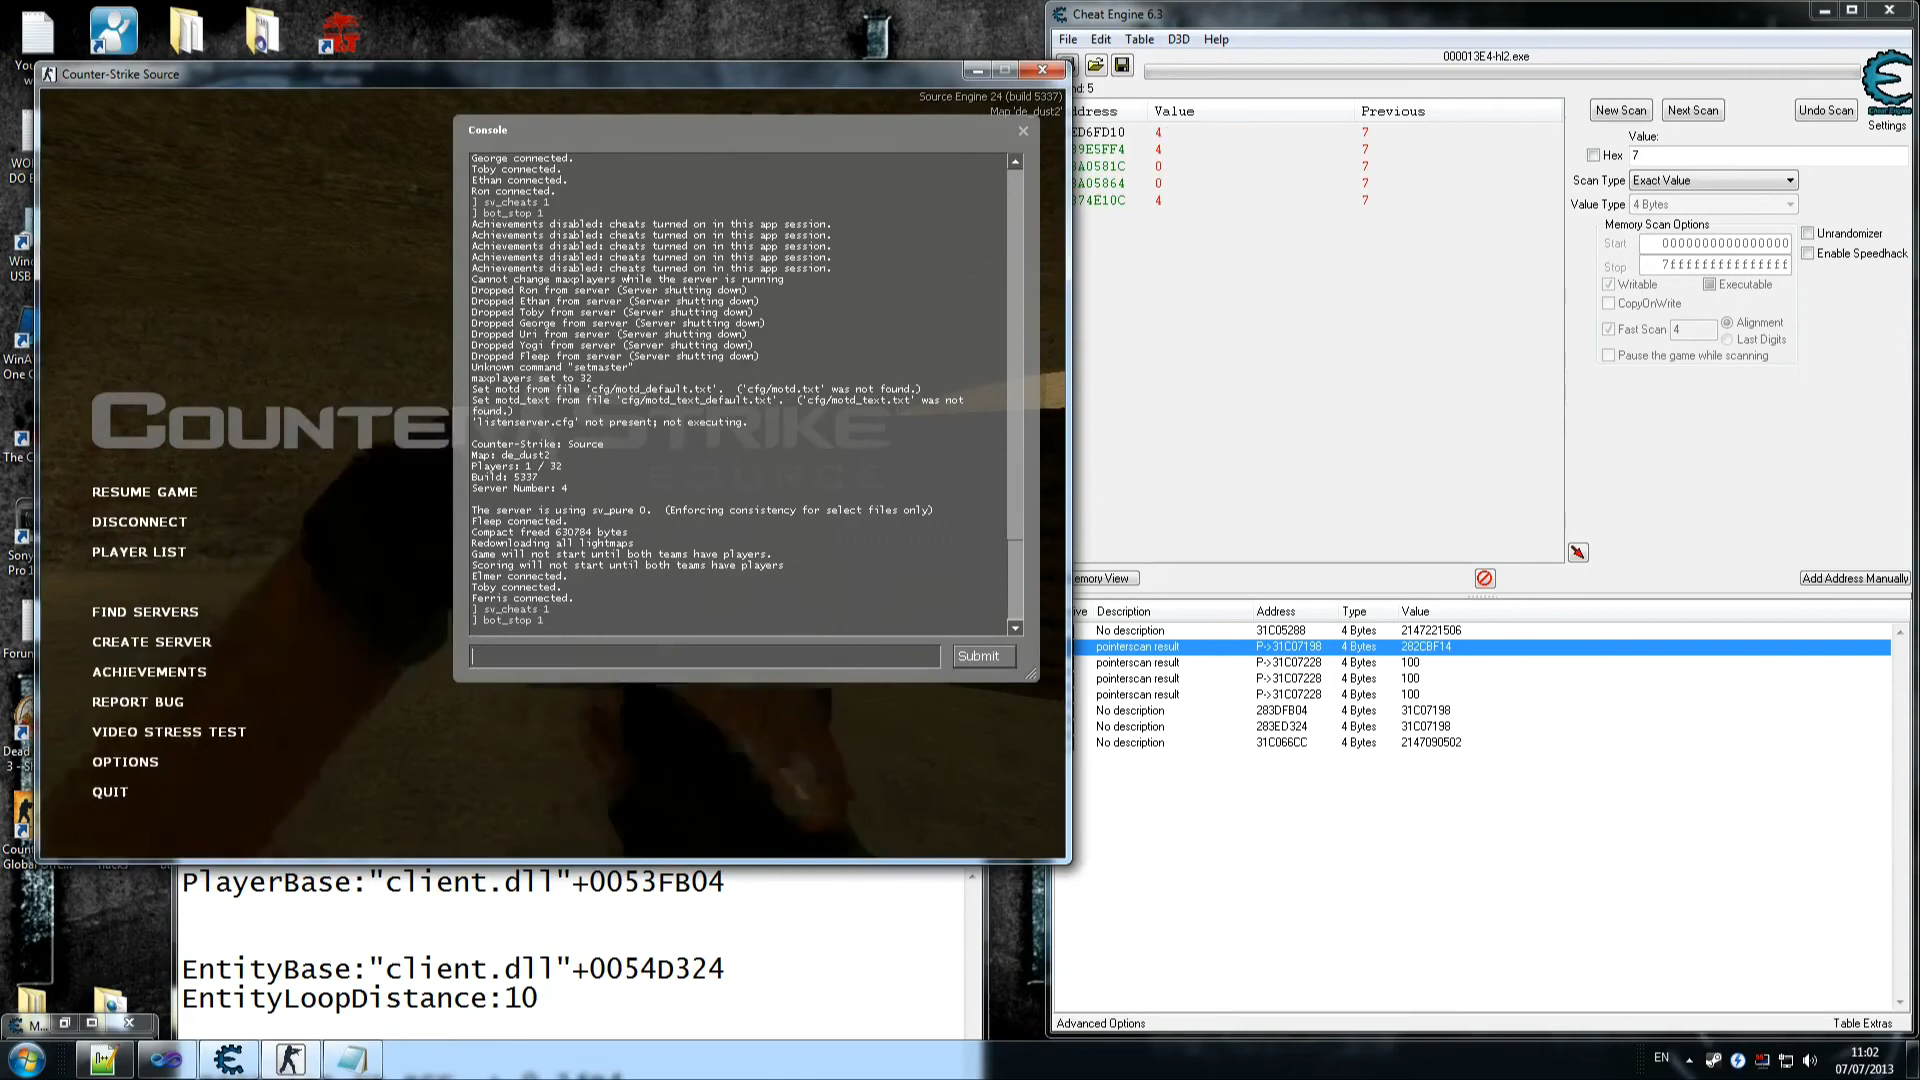 Cheat Engine 6.3
File Edit Table D3D Help
000013E4-hl2.exe
Counter-Strike Source
Source Engine 24 (build 5337)
Map 'de_dust2'
Console
George connected.
Toby connected.
Ethan connected.
Ron connected.
] sv_cheats 1
] bot_stop 1
Achievements disabled: cheats turned on in this app session.
Achievements disabled: cheats turned on in this app session.
Achievements disabled: cheats turned on in this app session.
Achievements disabled: cheats turned on in this app session.
Achievements disabled: cheats turned on in this app session.
Cannot change maxplayers while the server is running
Dropped Ron from server (Server shutting down)
Dropped Ethan from server (Server shutting down)
Dropped Toby from server (Server shutting down)
Dropped George from server (Server shutting down)
Dropped Uri from server (Server shutting down)
Dropped Yogi from server (Server shutting down)
Dropped Fleep from server (Server shutting down)
Unknown command "setmaster"
maxplayers set to 32
Set motd from file 'cfg/motd_default.txt'.  ('cfg/motd.txt' was not found.)
Set motd_text from file 'cfg/motd_text_default.txt'.  ('cfg/motd_text.txt' was not
found.)
'listenserver.cfg' not present; not executing.
Counter-Strike: Source
Map: de_dust2
Players: 1 / 32
Build: 5337
Server Number: 4
The server is using sv_pure 0.  (Enforcing consistency for select files only)
Fleep connected.
Compact freed 630784 bytes
Redownloading all lightmaps
Game will not start until both teams have players.
Scoring will not start until both teams have players
Elmer connected.
Toby connected.
Ferris connected.
] sv_cheats 1
] bot_stop 1
Submit
RESUME GAME
DISCONNECT
PLAYER LIST
FIND SERVERS
CREATE SERVER
ACHIEVEMENTS
REPORT BUG
VIDEO STRESS TEST
OPTIONS
QUIT
nd: 5
ddress Value Previous
ED6FD10 4 7
39E5FF4 4 7
3A0581C 0 7
3A05864 0 7
374E10C 4 7
New Scan Next Scan Undo Scan
Settings
Value:
Hex 7
Scan Type Exact Value
Value Type 4 Bytes
Memory Scan Options
Start 0000000000000000
Stop 7fffffffffffffff
Writable Executable
CopyOnWrite
Fast Scan 4 Alignment
Last Digits
Pause the game while scanning
Unrandomizer
Enable Speedhack
emory View Add Address Manually
ive Description Address Type Value
No description 31C05288 4 Bytes 2147221506
pointerscan result P->31C07198 4 Bytes 282CBF14
pointerscan result P->31C07228 4 Bytes 100
pointerscan result P->31C07228 4 Bytes 100
pointerscan result P->31C07228 4 Bytes 100
No description 283DFB04 4 Bytes 31C07198
No description 283ED324 4 Bytes 31C07198
No description 31C066CC 4 Bytes 2147090502
Advanced Options Table Extras
PlayerBase:"client.dll"+0053FB04
EntityBase:"client.dll"+0054D324
EntityLoopDistance:10
M...
EN
11:02
07/07/2013